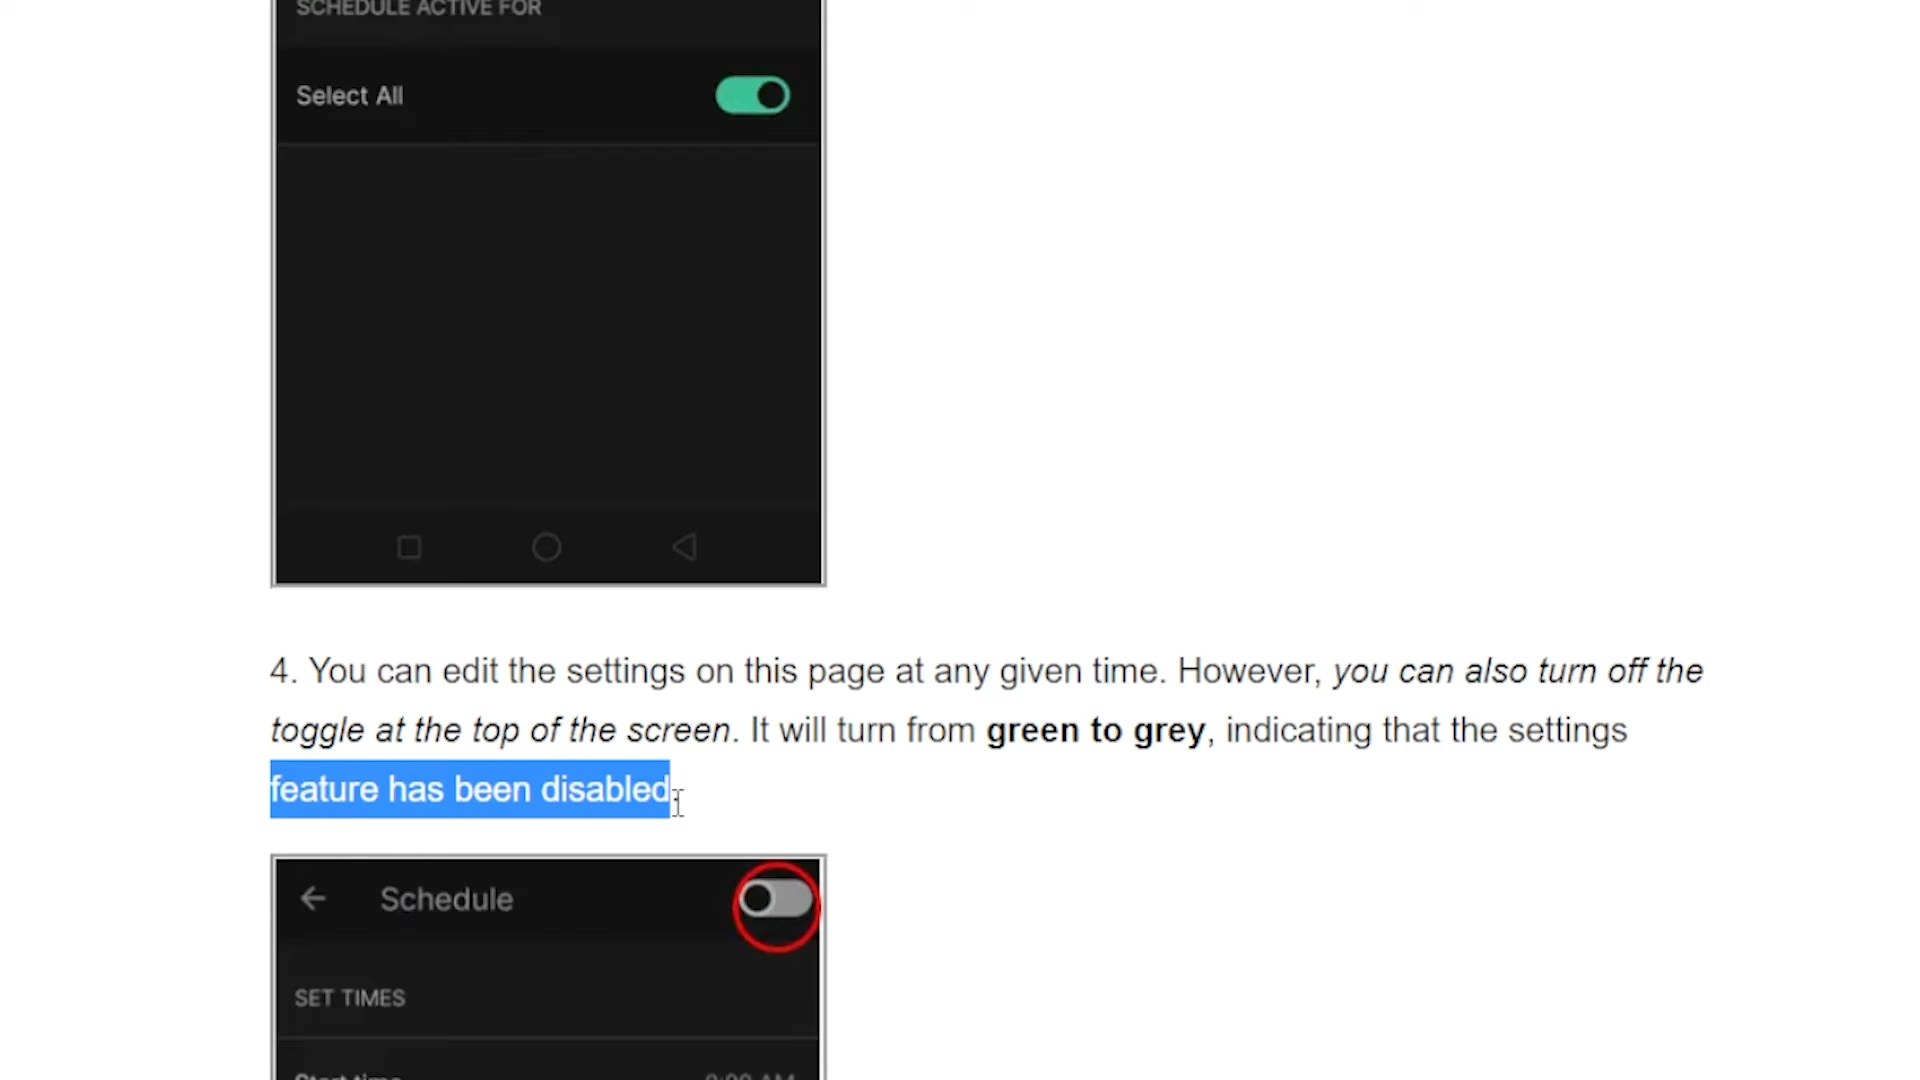 SCHEDULE ACTIVE FOR
Select All
4. You can edit the settings on this page at any given time. However, you can also turn off the
toggle at the top of the screen. It will turn from green to grey, indicating that the settings
feature has been disabled.
Schedule
SET TIMES
Start time